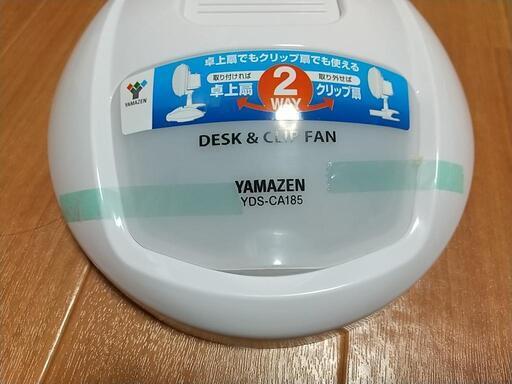 卓上扇でもクリップ扇でも使える
YAMAZEN
取り付ければ
卓上扇
2
WAY
取り外せば
クリップ扇
DESK & CLIP FAN
YAMAZEN
YDS-CA185